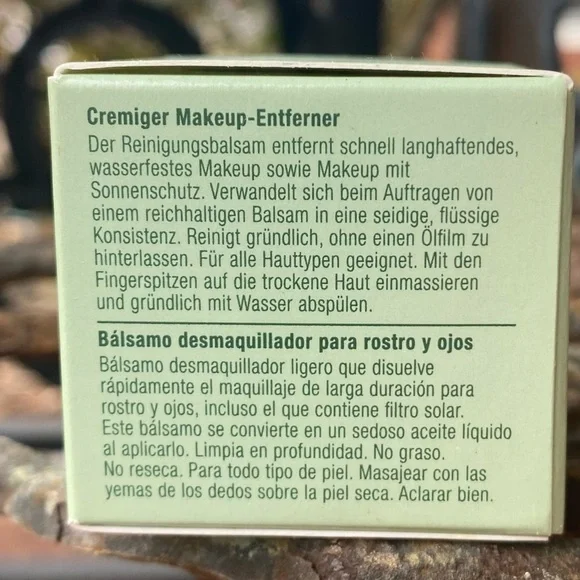 Cremiger Makeup-Entferner
Der Reinigungsbalsam entfernt schnell langhaftendes,
wasserfestes Makeup sowie Makeup mit
Sonnenschutz. Verwandelt sich beim Auftragen von
einem reichhaltigen Balsam in eine seidige, flüssige
Konsistenz. Reinigt gründlich, ohne einen Ölfilm zu
hinterlassen. Für alle Hauttypen geeignet. Mit den
Fingerspitzen auf die trockene Haut einmassieren
und gründlich mit Wasser abspülen.
Bálsamo desmaquillador para rostro y ojos
Bálsamo desmaquillador ligero que disuelve
rápidamente el maquillaje de larga duración para
rostro y ojos, incluso el que contiene filtro solar.
Este bálsamo se convierte en un sedoso aceite líquido
al aplicarlo. Limpia en profundidad. No graso.
No reseca. Para todo tipo de piel. Masajear con las
yemas de los dedos sobre la piel seca. Aclarar bien.